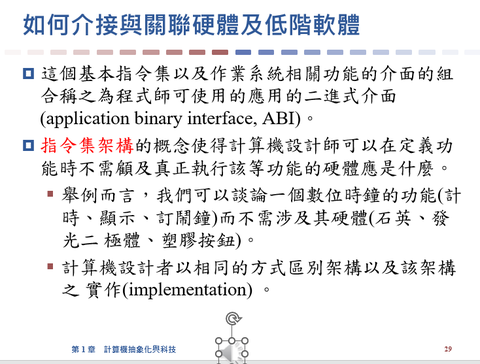 如何介接與關聯硬體及低階軟體
這個基本指令集以及作業系統相關功能的介面的組
合稱之為程式師可使用的應用的二進式介面
(application binary interface, ABI)。
指令集架構的概念使得計算機設計師可以在定義功
能時不需顧及真正執行該等功能的硬體應是什麼。
舉例而言，我們可以談論一個數位時鐘的功能(計
時、顯示、訂鬧鐘)而不需涉及其硬體(石英、發
光二 極體、塑膠按鈕)。
計算機設計者以相同的方式區別架構以及該架構
之 實作(implementation) 。
第 1 章 計算機抽象化與科技
29